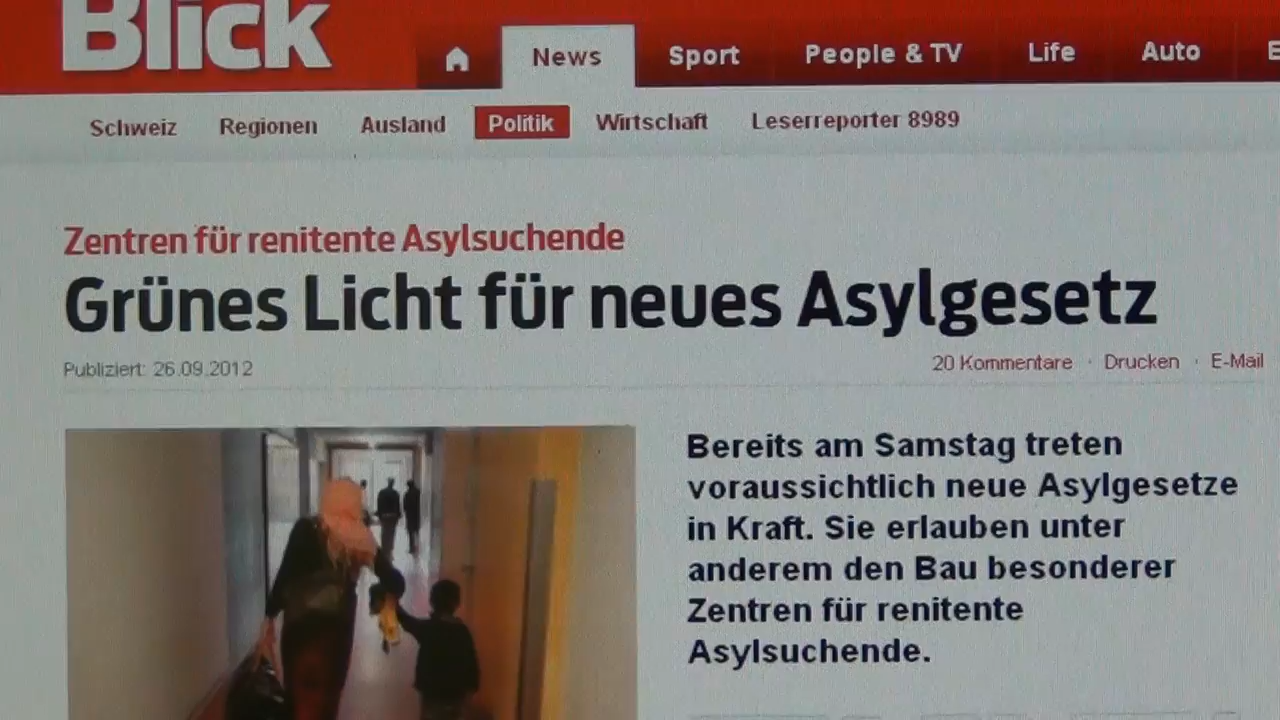 Blick
News Sport People & TV Life Auto
Schweiz Regionen Ausland Politik Wirtschaft Leserreporter 8989
Zentren für renitente Asylsuchende
Grünes Licht für neues Asylgesetz
Publiziert: 26.09.2012
20 Kommentare · Drucken · E-Mail
Bereits am Samstag treten
voraussichtlich neue Asylgesetze
in Kraft. Sie erlauben unter
anderem den Bau besonderer
Zentren für renitente
Asylsuchende.